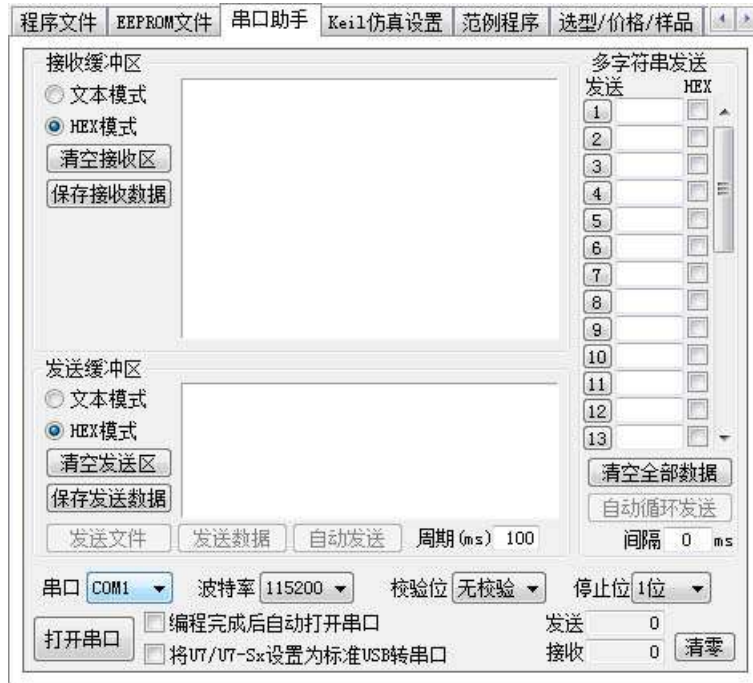 程序文件 EEPROM文件 串口助手 Keil仿真设置 范例程序 选型/价格/样品
接收缓冲区
文本模式
HEX模式
清空接收区
保存接收数据
多字符串发送
发送 HEX
1
2
3
4
5
6
7
8
9
10
11
12
13
清空全部数据
自动循环发送
间隔 0 ms
发送缓冲区
文本模式
HEX模式
清空发送区
保存发送数据
发送文件 发送数据 自动发送 周期(ms) 100
串口 COM1 波特率 115200 校验位 无校验 停止位 1位
打开串口
编程完成后自动打开串口
将U7/U7-Sx设置为标准USB转串口
发送 0
接收 0
清零